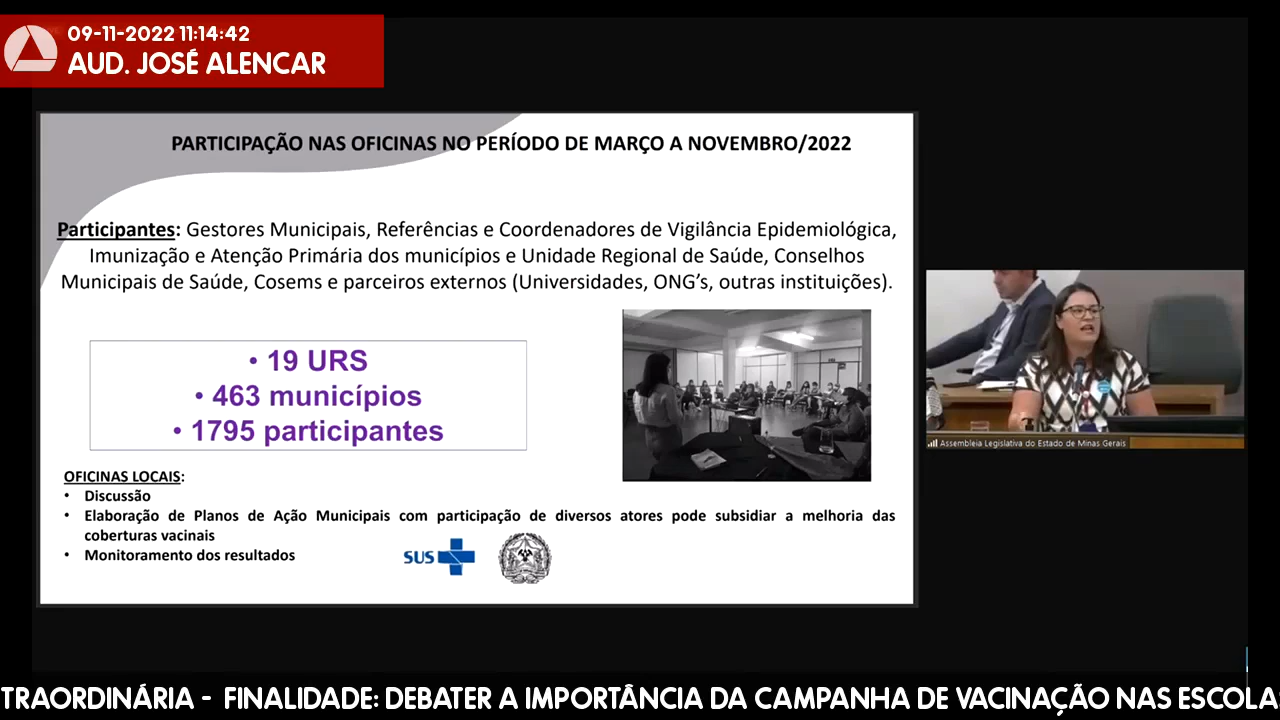 09-11-2022 11:14:42
AUD. JOSÉ ALENCAR
PARTICIPAÇÃO NAS OFICINAS NO PERÍODO DE MARÇO A NOVEMBRO/2022
Participantes: Gestores Municipais, Referências e Coordenadores de Vigilância Epidemiológica,
Imunização e Atenção Primária dos municípios e Unidade Regional de Saúde, Conselhos
Municipais de Saúde, Cosems e parceiros externos (Universidades, ONG’s, outras instituições).
• 19 URS
• 463 municípios
• 1795 participantes
OFICINAS LOCAIS:
• Discussão
• Elaboração de Planos de Ação Municipais com participação de diversos atores pode subsidiar a melhoria das
coberturas vacinais
• Monitoramento dos resultados
SUS
Assembleia Legislativa do Estado de Minas Gerais
TRAORDINÁRIA - FINALIDADE: DEBATER A IMPORTÂNCIA DA CAMPANHA DE VACINAÇÃO NAS ESCOLA